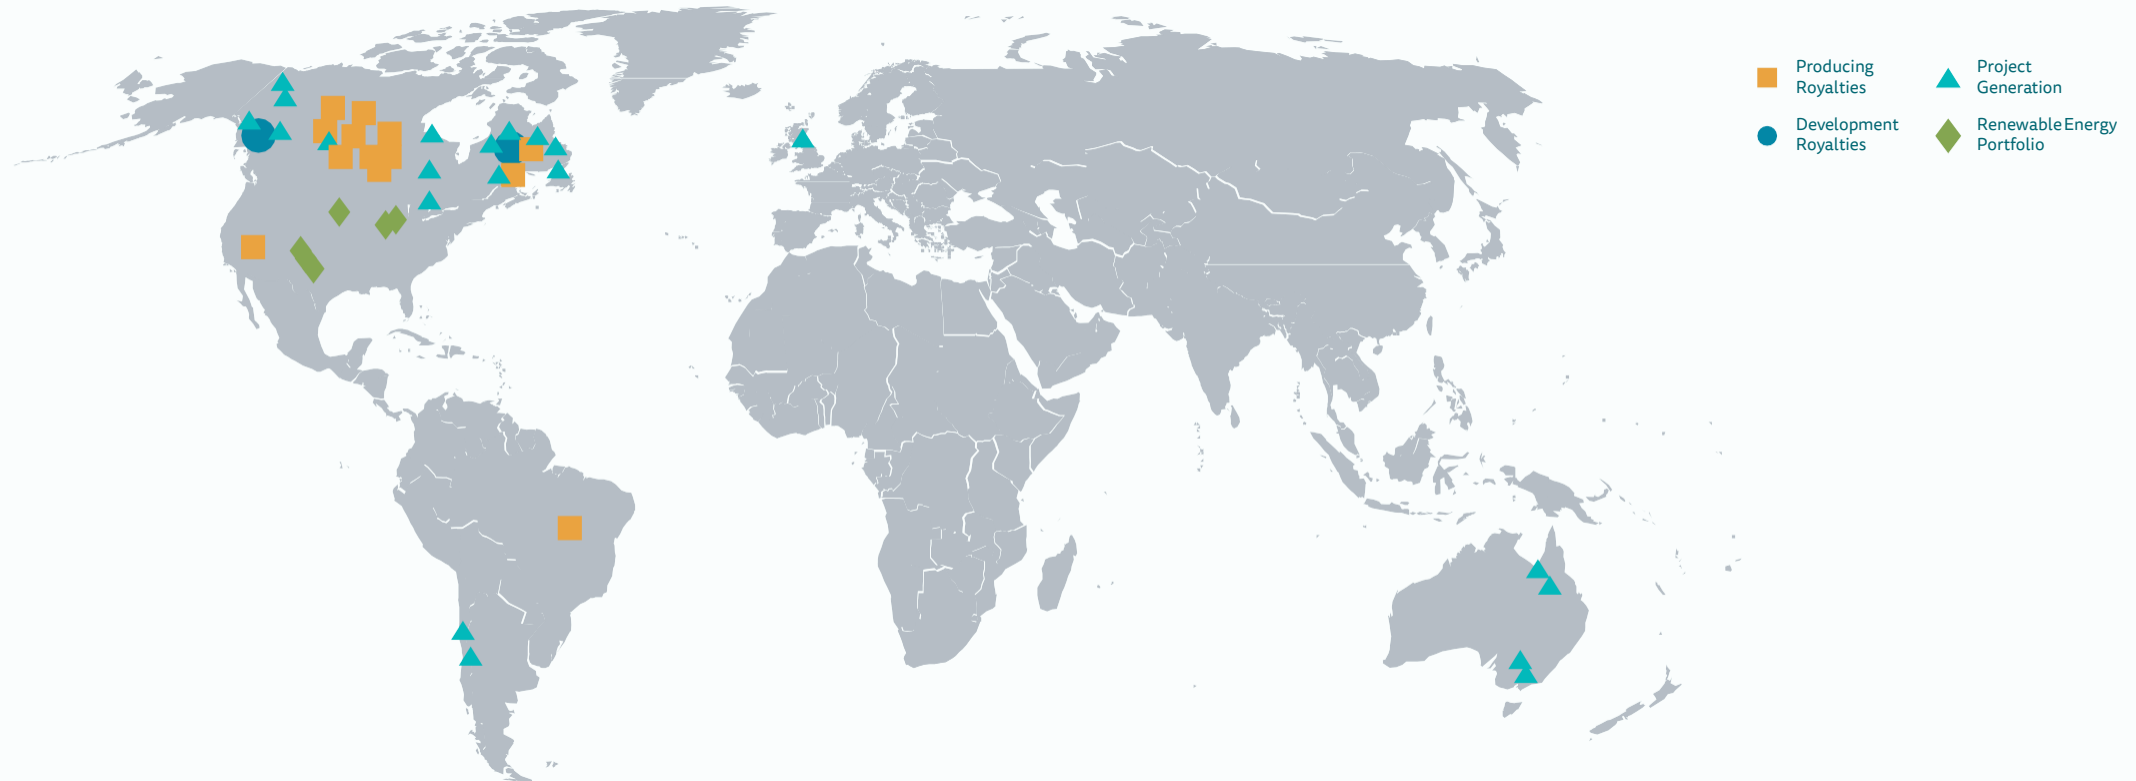 Producing
Royalties
Project
Generation
Development
Royalties
Renewable Energy
Portfolio